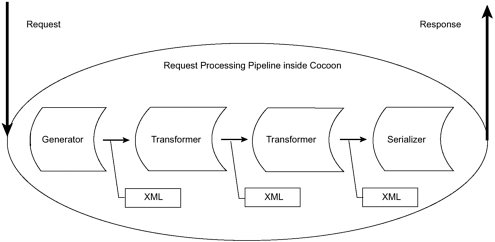 Request
Response
Request Processing Pipeline inside Cocoon
Generator
Transformer
Transformer
Serializer
XML
XML
XML